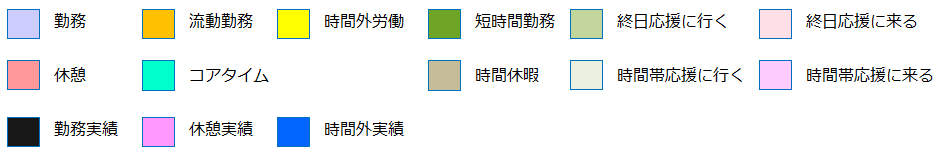 勤務 流動勤務 時間外労働 短時間勤務 終日応援に行く 終日応援に来る
休憩 コアタイム 時間休暇 時間帯応援に行く 時間帯応援に来る
勤務実績 休憩実績 時間外実績